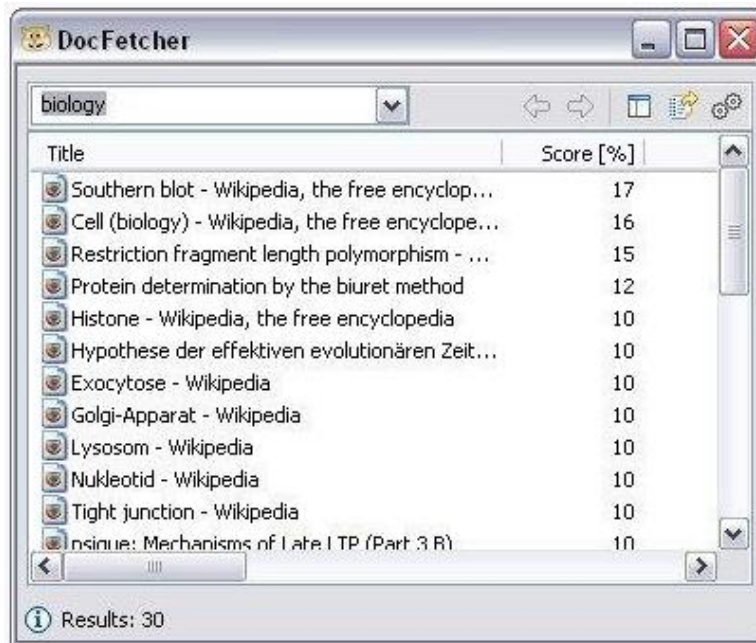 DocFetcher
biology
Title Score [%]
Southern blot - Wikipedia, the free encyclop... 17
Cell (biology) - Wikipedia, the free encyclope... 16
Restriction fragment length polymorphism - ... 15
Protein determination by the biuret method 12
Histone - Wikipedia, the free encyclopedia 10
Hypothese der effektiven evolutionären Zeit... 10
Exocytose - Wikipedia 10
Golgi-Apparat - Wikipedia 10
Lysosom - Wikipedia 10
Nukleotid - Wikipedia 10
Tight junction - Wikipedia 10
nsique: Mechanisms of Late LTP (Part 3 B) 10
Results: 30